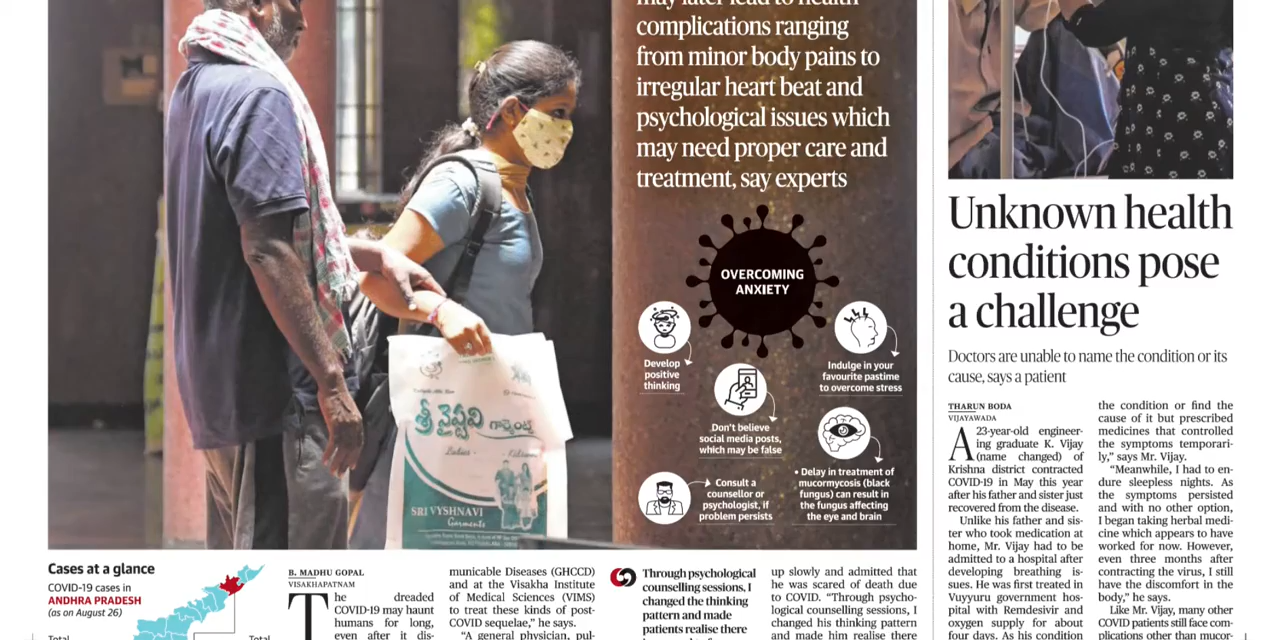 may later lead to health
complications ranging
from minor body pains to
irregular heart beat and
psychological issues which
may need proper care and
treatment, say experts
OVERCOMING
ANXIETY
Develop
positive
thinking
Indulge in your
favourite pastime
to overcome stress
Don't believe
social media posts,
which may be false
Consult a
counsellor or
psychologist, if
problem persists
• Delay in treatment of
mucormycosis (black
fungus) can result in
the fungus affecting
the eye and brain
శ్రీ వైష్ణవి గార్మెంట్స్
Ladies - Kidswear
SRI VYSHNAVI
Garments
Cases at a glance
COVID-19 cases in
ANDHRA PRADESH
(as on August 26)
Total
Total
B. MADHU GOPAL
VISAKHAPATNAM
The dreaded
COVID-19 may haunt
humans for long,
even after it dis-
municable Diseases (GHCCD)
and at the Visakha Institute
of Medical Sciences (VIMS)
to treat these kinds of post-
COVID sequelae," he says.
"A general physician, pul-
Through psychological
counselling sessions, I
changed the thinking
pattern and made
patients realise there
up slowly and admitted that
he was scared of death due
to COVID. "Through psycho-
logical counselling sessions, I
changed his thinking pattern
and made him realise there
Unknown health
conditions pose
a challenge
Doctors are unable to name the condition or its
cause, says a patient
THARUN BODA
VIJAYAWADA
A 23-year-old engineer-
ing graduate K. Vijay
(name changed) of
Krishna district contracted
COVID-19 in May this year
after his father and sister just
recovered from the disease.
Unlike his father and sis-
ter who took medication at
home, Mr. Vijay had to be
admitted to a hospital after
developing breathing is-
sues. He was first treated in
Vuyyuru government hos-
pital with Remdesivir and
oxygen supply for about
four days. As his condition
the condition or find the
cause of it but prescribed
medicines that controlled
the symptoms temporari-
ly," says Mr. Vijay.
"Meanwhile, I had to en-
dure sleepless nights. As
the symptoms persisted
and with no other option,
I began taking herbal medi-
cine which appears to have
worked for now. However,
even three months after
contracting the virus, I still
have the discomfort in the
body," he says.
Like Mr. Vijay, many other
COVID patients still face com-
plications other than acor-